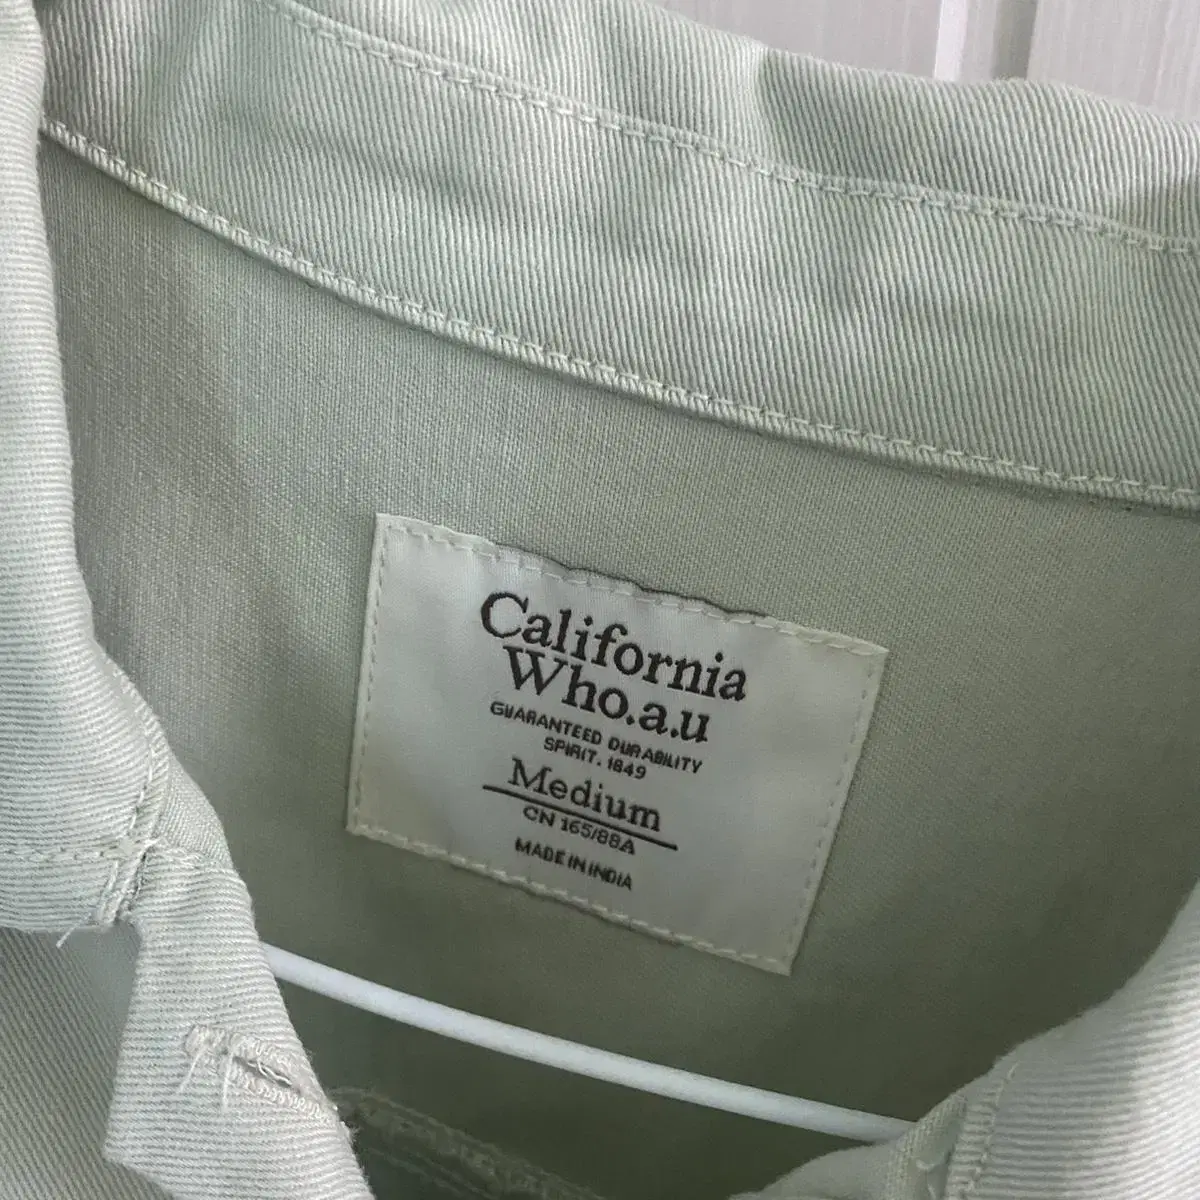 California
Who.a.u
GUARANTEED DURABILITY
SPIRIT. 1849
Medium
CN 165/88A
MADE IN INDIA